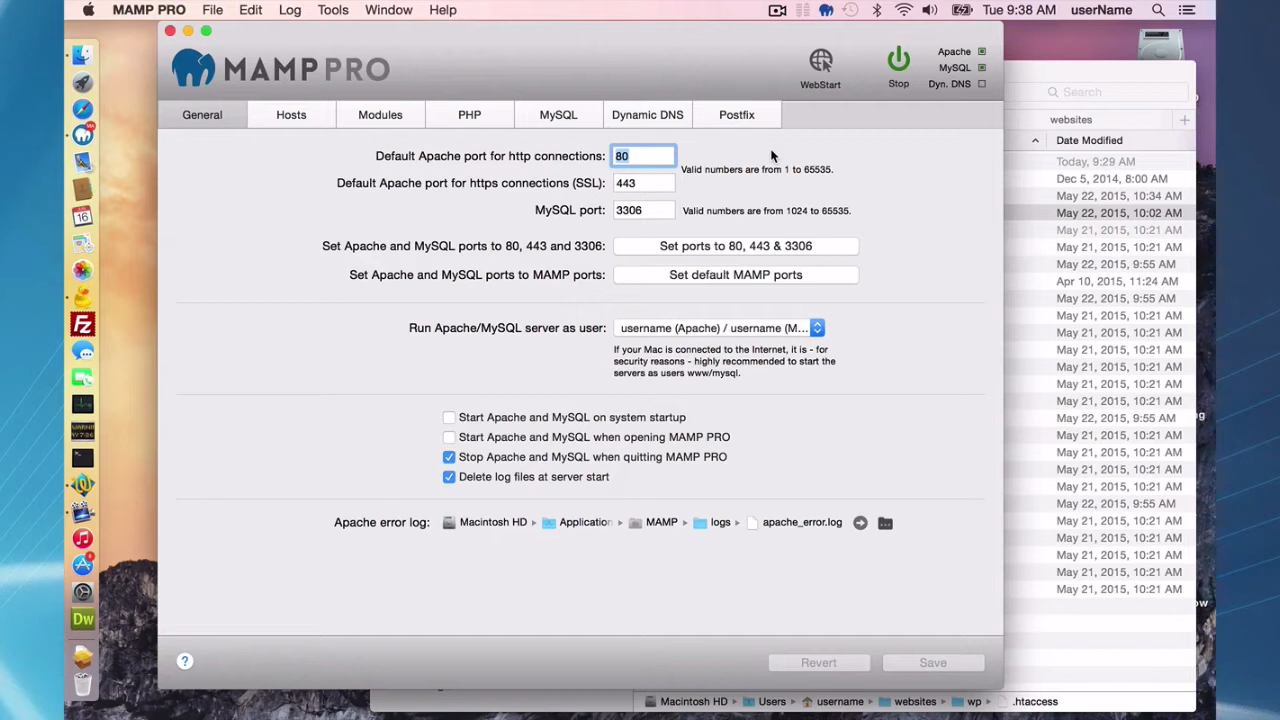 MAMP PRO File Edit Log Tools Window Help
Tue 9:38 AM userName
MAMP PRO
WebStart
Stop
Apache
MySQL
Dyn. DNS
General Hosts Modules PHP MySQL Dynamic DNS Postfix
Default Apache port for http connections: 80
Valid numbers are from 1 to 65535.
Default Apache port for https connections (SSL): 443
MySQL port: 3306 Valid numbers are from 1024 to 65535.
Set Apache and MySQL ports to 80, 443 and 3306: Set ports to 80, 443 & 3306
Set Apache and MySQL ports to MAMP ports: Set default MAMP ports
Run Apache/MySQL server as user: username (Apache) / username (M...
If your Mac is connected to the Internet, it is - for
security reasons - highly recommended to start the
servers as users www/mysql.
Start Apache and MySQL on system startup
Start Apache and MySQL when opening MAMP PRO
Stop Apache and MySQL when quitting MAMP PRO
Delete log files at server start
Apache error log: Macintosh HD Application MAMP logs apache_error.log
?
Revert Save
Search
websites
Date Modified
Today, 9:29 AM
Dec 5, 2014, 8:00 AM
May 22, 2015, 10:34 AM
May 22, 2015, 10:02 AM
May 21, 2015, 10:21 AM
May 21, 2015, 10:21 AM
May 22, 2015, 9:55 AM
Apr 10, 2015, 11:24 AM
May 22, 2015, 9:55 AM
May 21, 2015, 10:21 AM
May 21, 2015, 10:21 AM
May 21, 2015, 10:21 AM
May 21, 2015, 10:21 AM
May 21, 2015, 10:21 AM
May 21, 2015, 10:21 AM
May 22, 2015, 9:55 AM
May 21, 2015, 10:21 AM
May 21, 2015, 10:21 AM
May 21, 2015, 10:21 AM
May 21, 2015, 10:21 AM
May 22, 2015, 9:55 AM
May 21, 2015, 10:21 AM
May 21, 2015, 10:21 AM
May 21, 2015, 10:21 AM
May 21, 2015, 10:21 AM
May 21, 2015, 10:21 AM
Macintosh HD Users username websites wp .htaccess
16
Fz
Dw